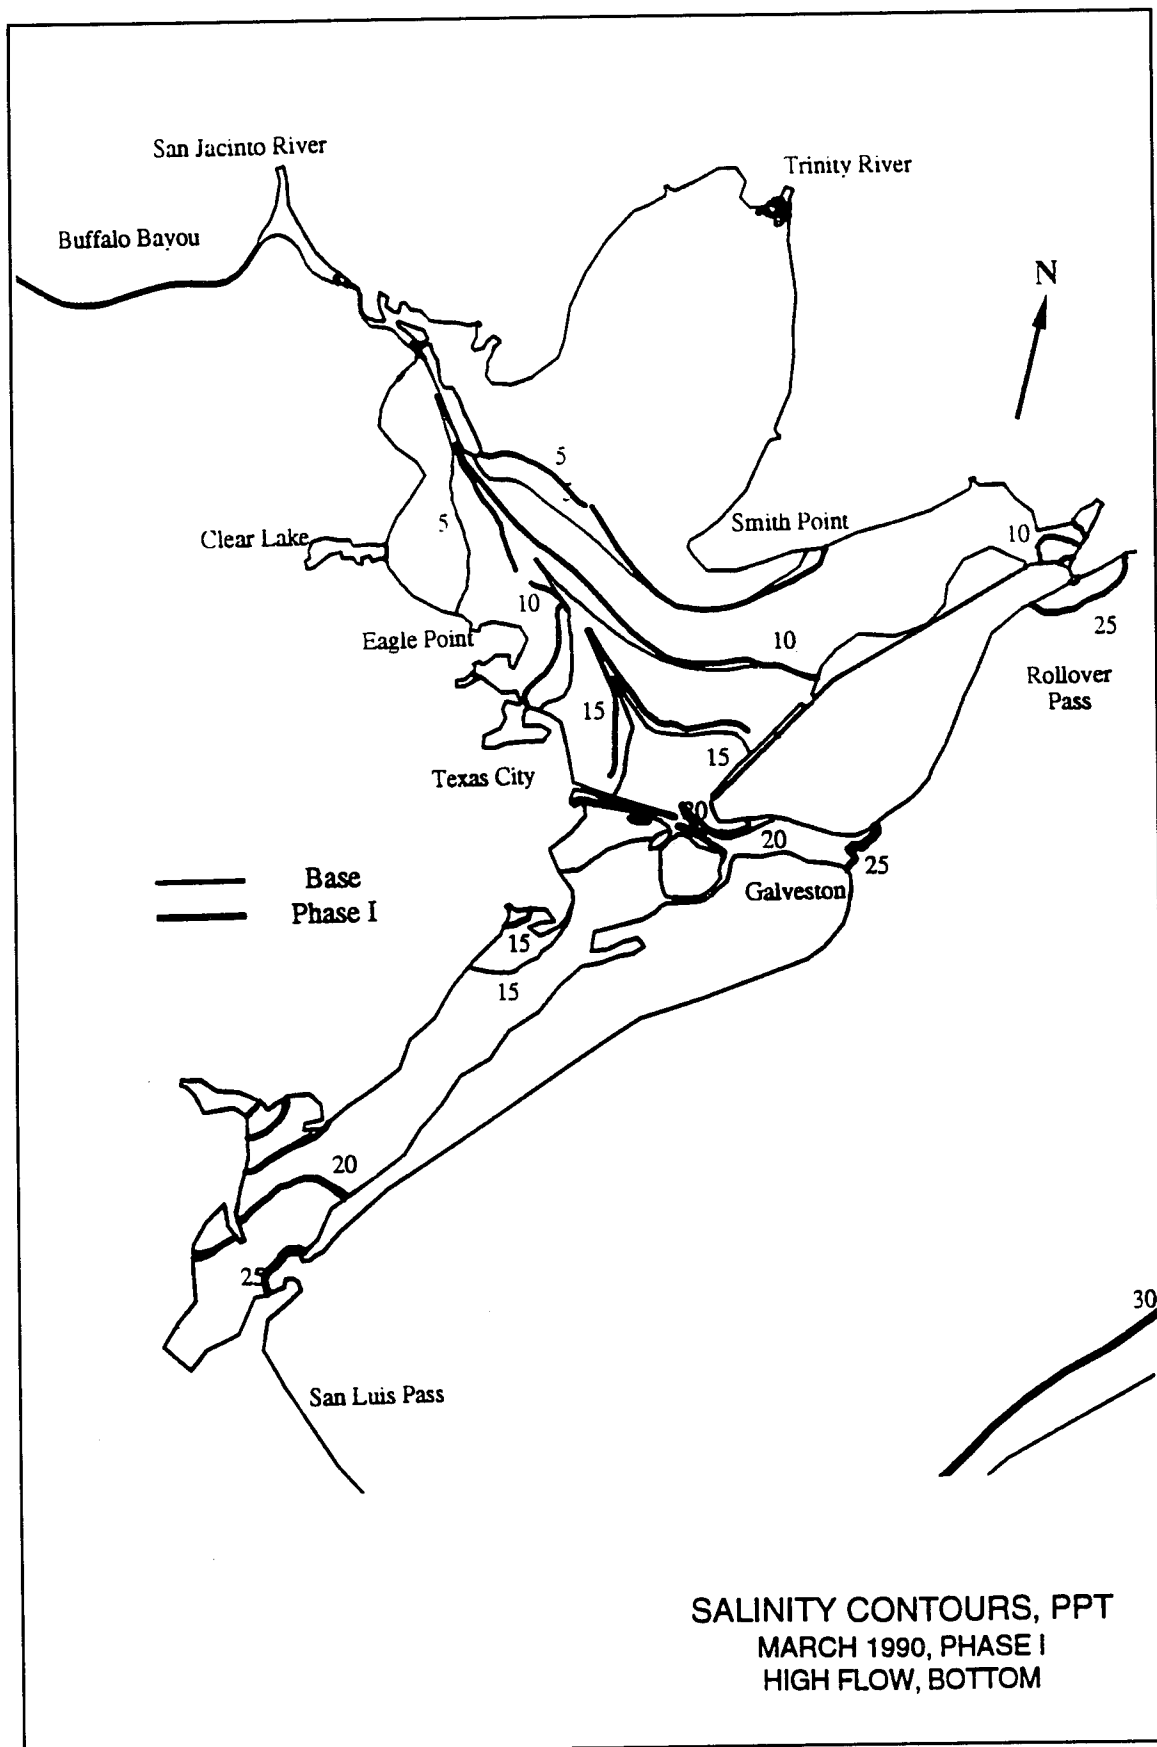 San Jacinto River
Trinity River
Buffalo Bayou
N
5
5
Smith Point
5
10
Clear Lake
10
25
Eagle Point
10
Rollover
Pass
15
15
Texas City
20
20
25
Base
Galveston
Phase I
15
15
20
25
30
San Luis Pass
SALINITY CONTOURS, PPT
MARCH 1990, PHASE I
HIGH FLOW, BOTTOM